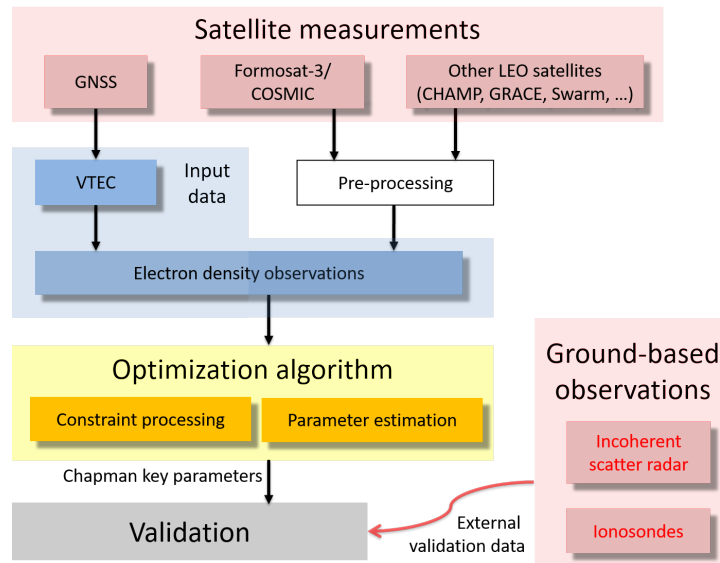 Satellite measurements
GNSS
Formosat-3/
COSMIC
Other LEO satellites
(CHAMP, GRACE, Swarm, ...)
VTEC
Input
data
Pre-processing
Electron density observations
Optimization algorithm
Constraint processing
Parameter estimation
Chapman key parameters
Validation
Ground-based
observations
Incoherent
scatter radar
Ionosondes
External
validation data